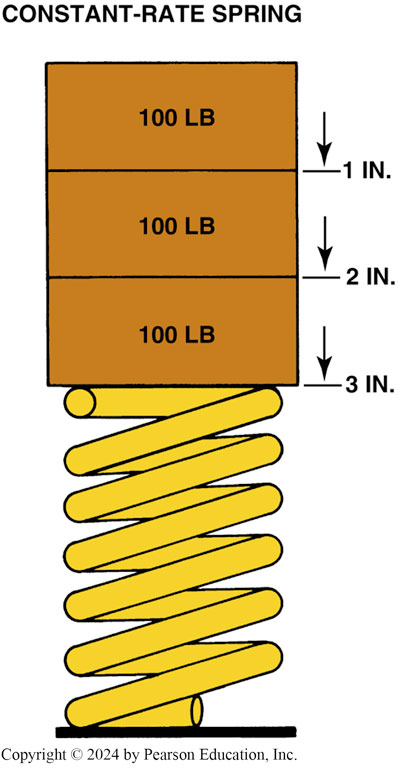 CONSTANT-RATE SPRING
100 LB
1 IN.
100 LB
2 IN.
100 LB
3 IN.
Copyright © 2024 by Pearson Education, Inc.